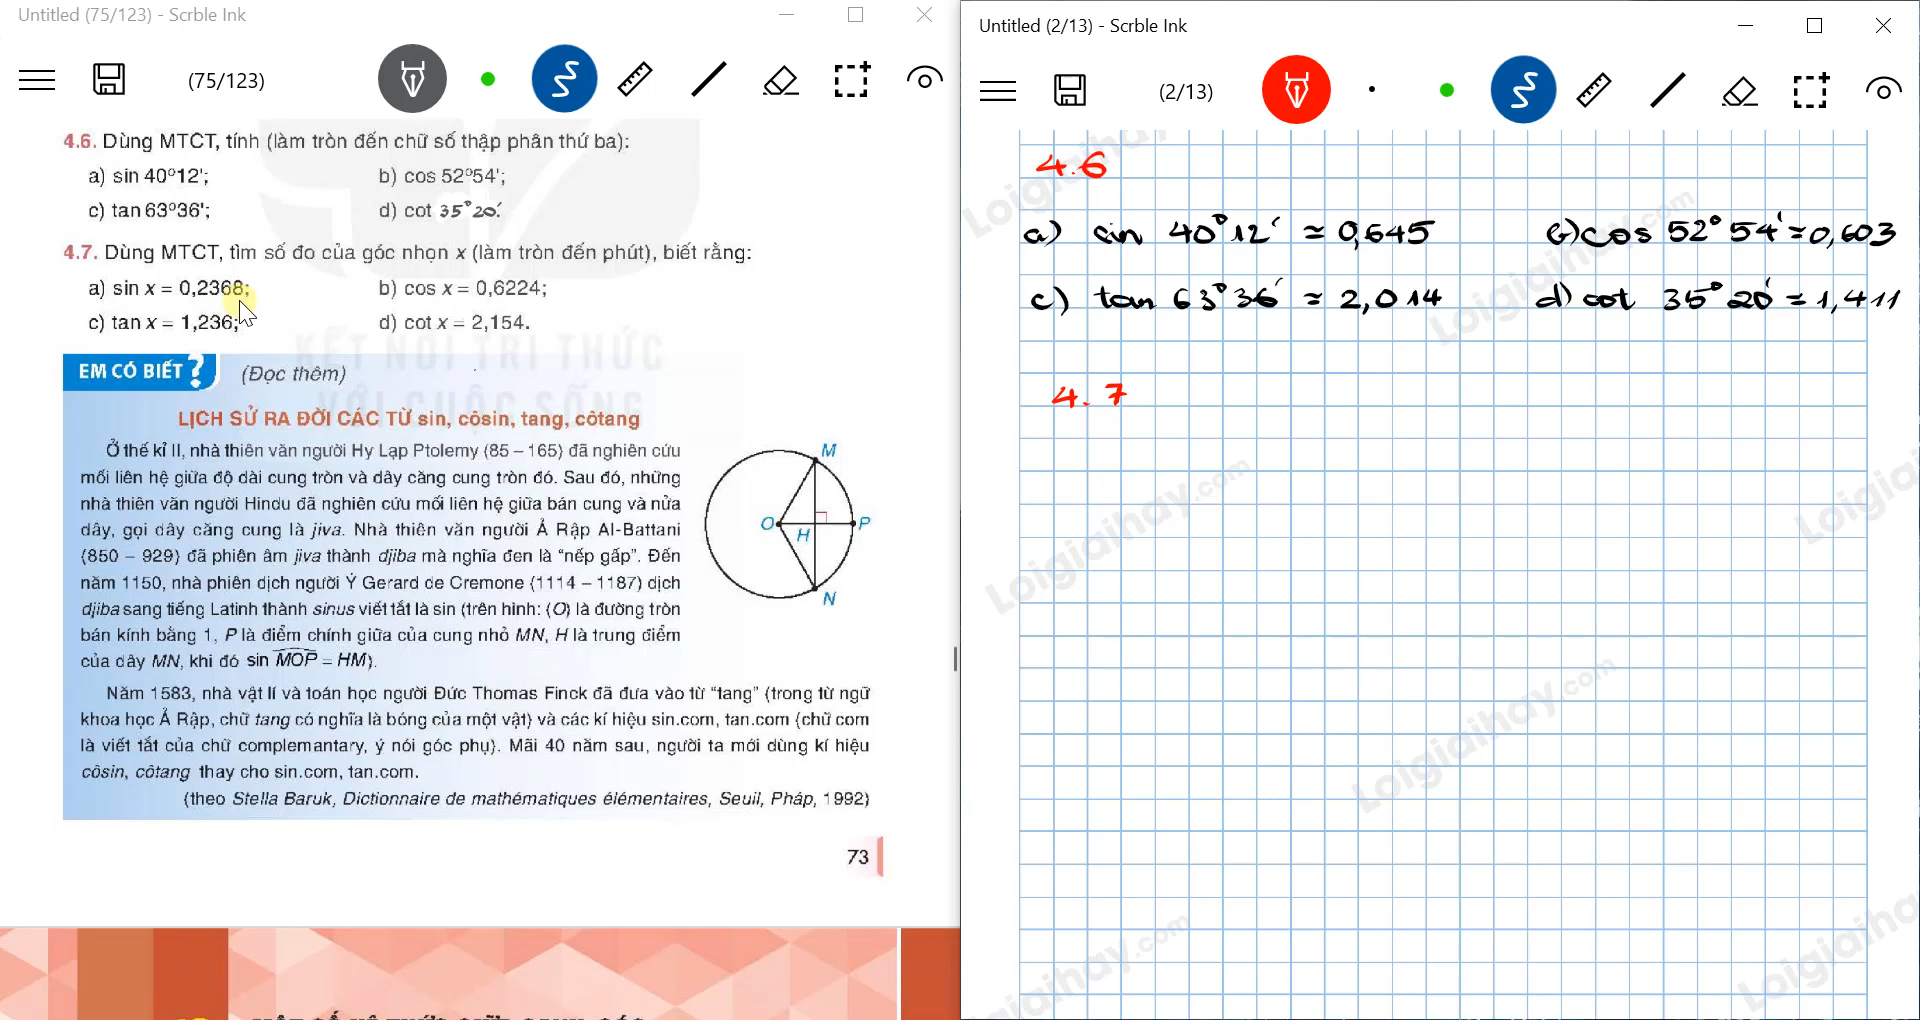 Untitled (75/123) - Scrble Ink
(75/123)
4.6. Dùng MTCT, tính (làm tròn đến chữ số thập phân thứ ba):
a) sin 40°12'; b) cos 52°54';
c) tan 63°36'; d) cot 35°20'.
4.7. Dùng MTCT, tìm số đo của góc nhọn x (làm tròn đến phút), biết rằng:
a) sin x = 0,2368; b) cos x = 0,6224;
c) tan x = 1,236; d) cot x = 2,154.
KẾT NỐI TRI THỨC
VỚI CUỘC SỐNG
EM CÓ BIẾT ? (Đọc thêm)
LỊCH SỬ RA ĐỜI CÁC TỪ sin, côsin, tang, côtang
Ở thế kỉ II, nhà thiên văn người Hy Lạp Ptolemy (85 – 165) đã nghiên cứu
mối liên hệ giữa độ dài cung tròn và dây căng cung tròn đó. Sau đó, những
nhà thiên văn người Hindu đã nghiên cứu mối liên hệ giữa bán cung và nửa
dây, gọi dây căng cung là jiva. Nhà thiên văn người Ả Rập Al-Battani
(850 – 929) đã phiên âm jiva thành djiba mà nghĩa đen là “nếp gấp”. Đến
năm 1150, nhà phiên dịch người Ý Gerard de Cremone (1114 – 1187) dịch
djiba sang tiếng Latinh thành sinus viết tắt là sin (trên hình: (O) là đường tròn
bán kính bằng 1, P là điểm chính giữa của cung nhỏ MN, H là trung điểm
của dây MN, khi đó sin MOP = HM).
M
O
H
P
N
Năm 1583, nhà vật lí và toán học người Đức Thomas Finck đã đưa vào từ “tang” (trong từ ngữ
khoa học Ả Rập, chữ tang có nghĩa là bóng của một vật) và các kí hiệu sin.com, tan.com (chữ com
là viết tắt của chữ complemantary, ý nói góc phụ). Mãi 40 năm sau, người ta mới dùng kí hiệu
côsin, côtang thay cho sin.com, tan.com.
(theo Stella Baruk, Dictionnaire de mathématiques élémentaires, Seuil, Pháp, 1992)
73
Untitled (2/13) - Scrble Ink
(2/13)
4.6
a) sin 40°12' ≈ 0,645 b) cos 52°54' ≈ 0,603
c) tan 63°36' ≈ 2,014 d) cot 35°20' ≈ 1,411
4.7
Loigiaihay.com
Loigiaihay.com
Loigiaihay.com
Loigiaihay.com